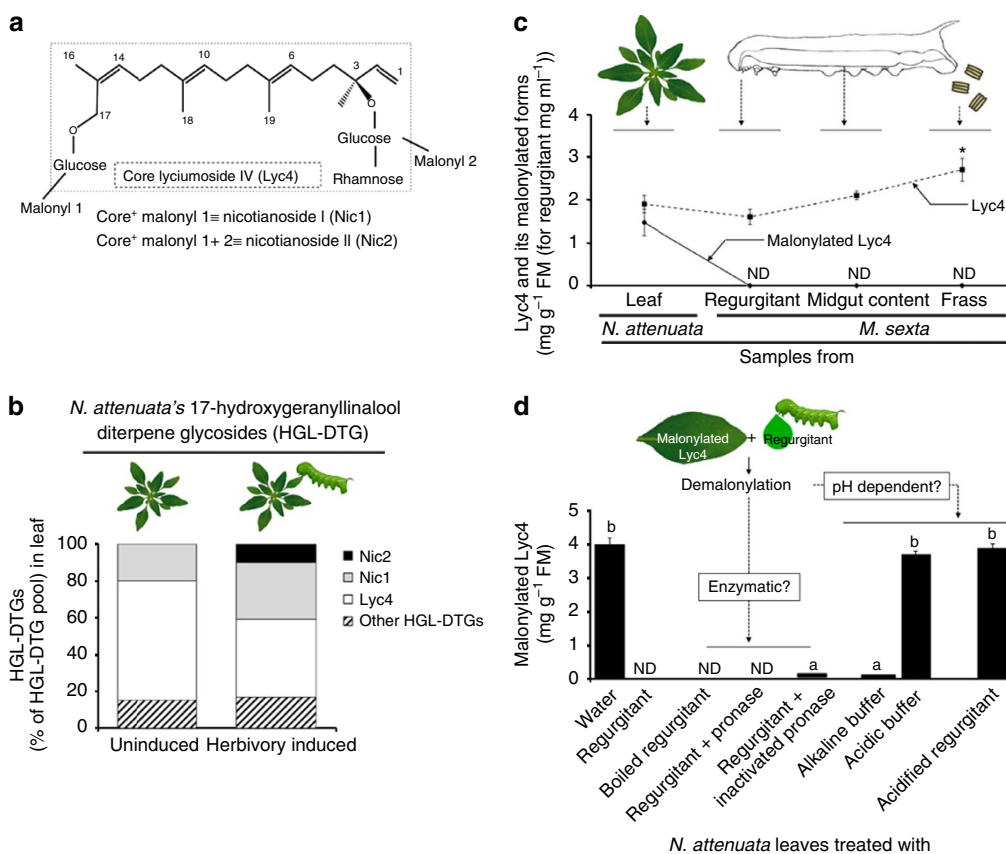 a
16
14
10
6
3
1
17
18
19
O
O
Glucose
Glucose
Malonyl 2
Core lyciumoside IV (Lyc4)
Rhamnose
Malonyl 1
Core⁺ malonyl 1≡ nicotianoside I (Nic1)
Core⁺ malonyl 1+ 2≡ nicotianoside II (Nic2)
b
N. attenuata's 17-hydroxygeranyllinalool
diterpene glycosides (HGL-DTG)
HGL-DTGs
(% of HGL-DTG pool) in leaf
100
80
60
40
20
0
Nic2
Nic1
Lyc4
Other HGL-DTGs
Uninduced
Herbivory induced
c
Lyc4 and its malonylated forms
(mg g⁻¹ FM (for regurgitant mg ml⁻¹))
4
3
2
1
0
*
Lyc4
Malonylated Lyc4
ND
ND
ND
Leaf
Regurgitant
Midgut content
Frass
N. attenuata
M. sexta
Samples from
d
Malonylated
Lyc4
+
Regurgitant
Demalonylation
pH dependent?
Enzymatic?
Malonylated Lyc4
(mg g⁻¹ FM)
5
4
3
2
1
0
b
ND
ND
ND
a
a
b
b
Water
Regurgitant
Boiled regurgitant
Regurgitant + pronase
Regurgitant +
inactivated pronase
Alkaline buffer
Acidic buffer
Acidified regurgitant
N. attenuata leaves treated with